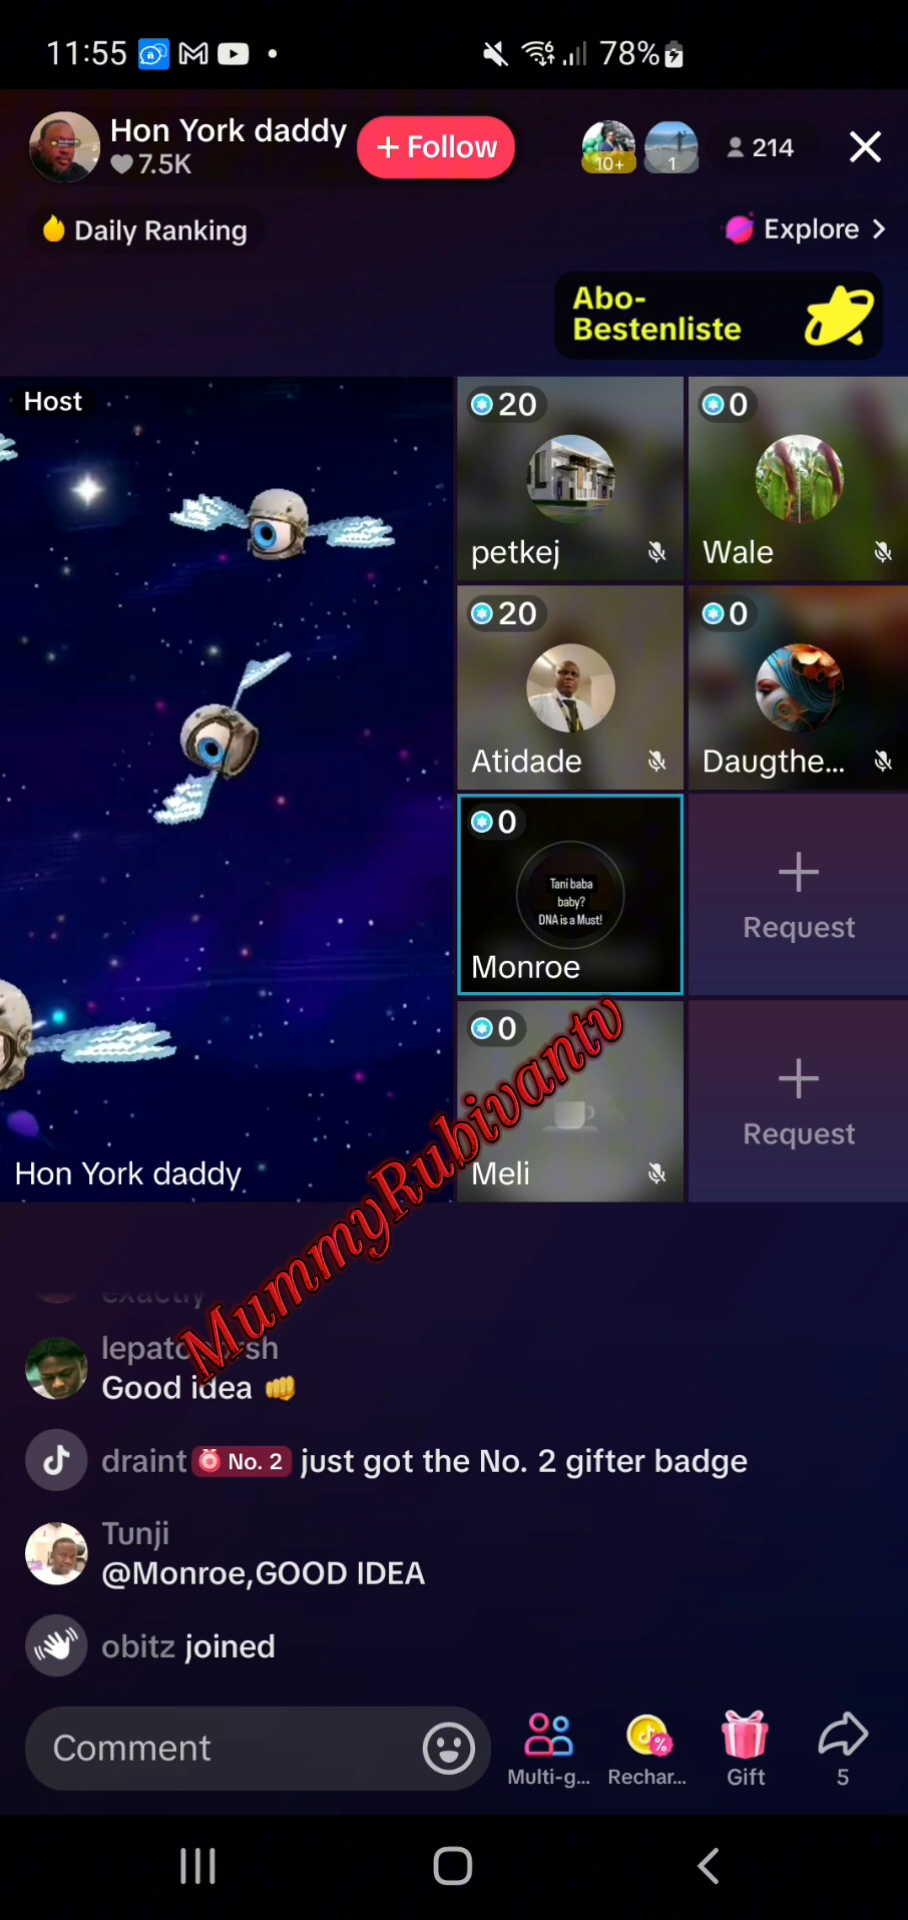 11:55
78%
Hon York daddy
7.5K
+ Follow
10+
1
214
Daily Ranking
Explore >
Abo-
Bestenliste
Host
20
petkej
0
Wale
20
Atidade
0
Daugthe...
0
Tani baba
baby?
DNA is a Must!
Monroe
Request
0
Meli
Request
Hon York daddy
MummyRubivantv
exactly
Good idea 👊
draint No. 2 just got the No. 2 gifter badge
Tunji
@Monroe,GOOD IDEA
obitz joined
Comment
Multi-g...
Rechar...
Gift
5